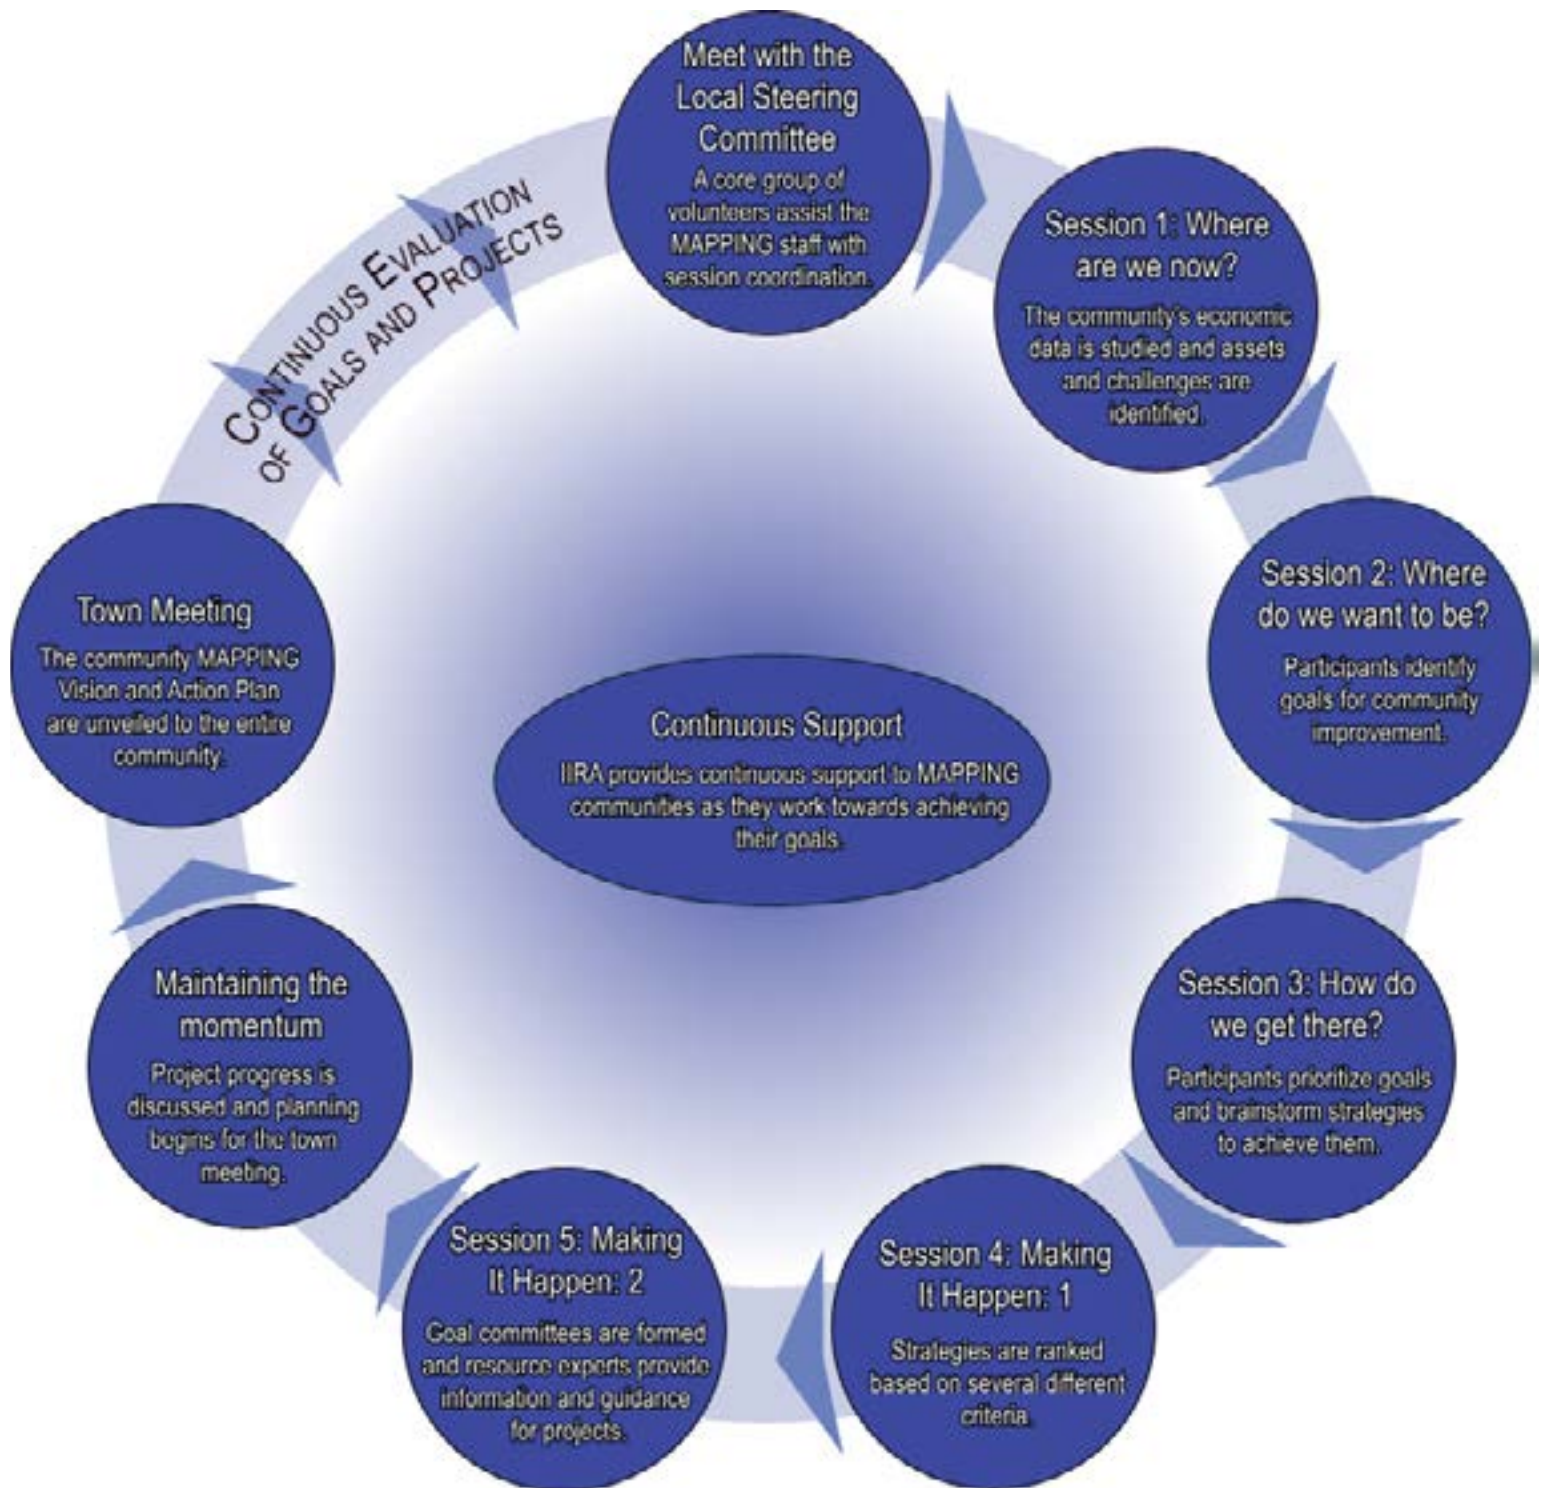 Meet with the
Local Steering
Committee
A core group of
volunteers assist the
MAPPING staff with
session coordination.
Session 1: Where
are we now?
The community's economic
data is studied and assets
and challenges are
identified.
Session 2: Where
do we want to be?
Participants identify
goals for community
improvement.
Session 3: How do
we get there?
Participants prioritize goals
and brainstorm strategies
to achieve them.
Session 4: Making
It Happen: 1
Strategies are ranked
based on several different
criteria.
Session 5: Making
It Happen: 2
Goal committees are formed
and resource experts provide
information and guidance
for projects.
Maintaining the
momentum
Project progress is
discussed and planning
begins for the town
meeting.
Town Meeting
The community MAPPING
Vision and Action Plan
are unveiled to the entire
community.
CONTINUOUS EVALUATION
OF GOALS AND PROJECTS
Continuous Support
IIRA provides continuous support to MAPPING
communities as they work towards achieving
their goals.